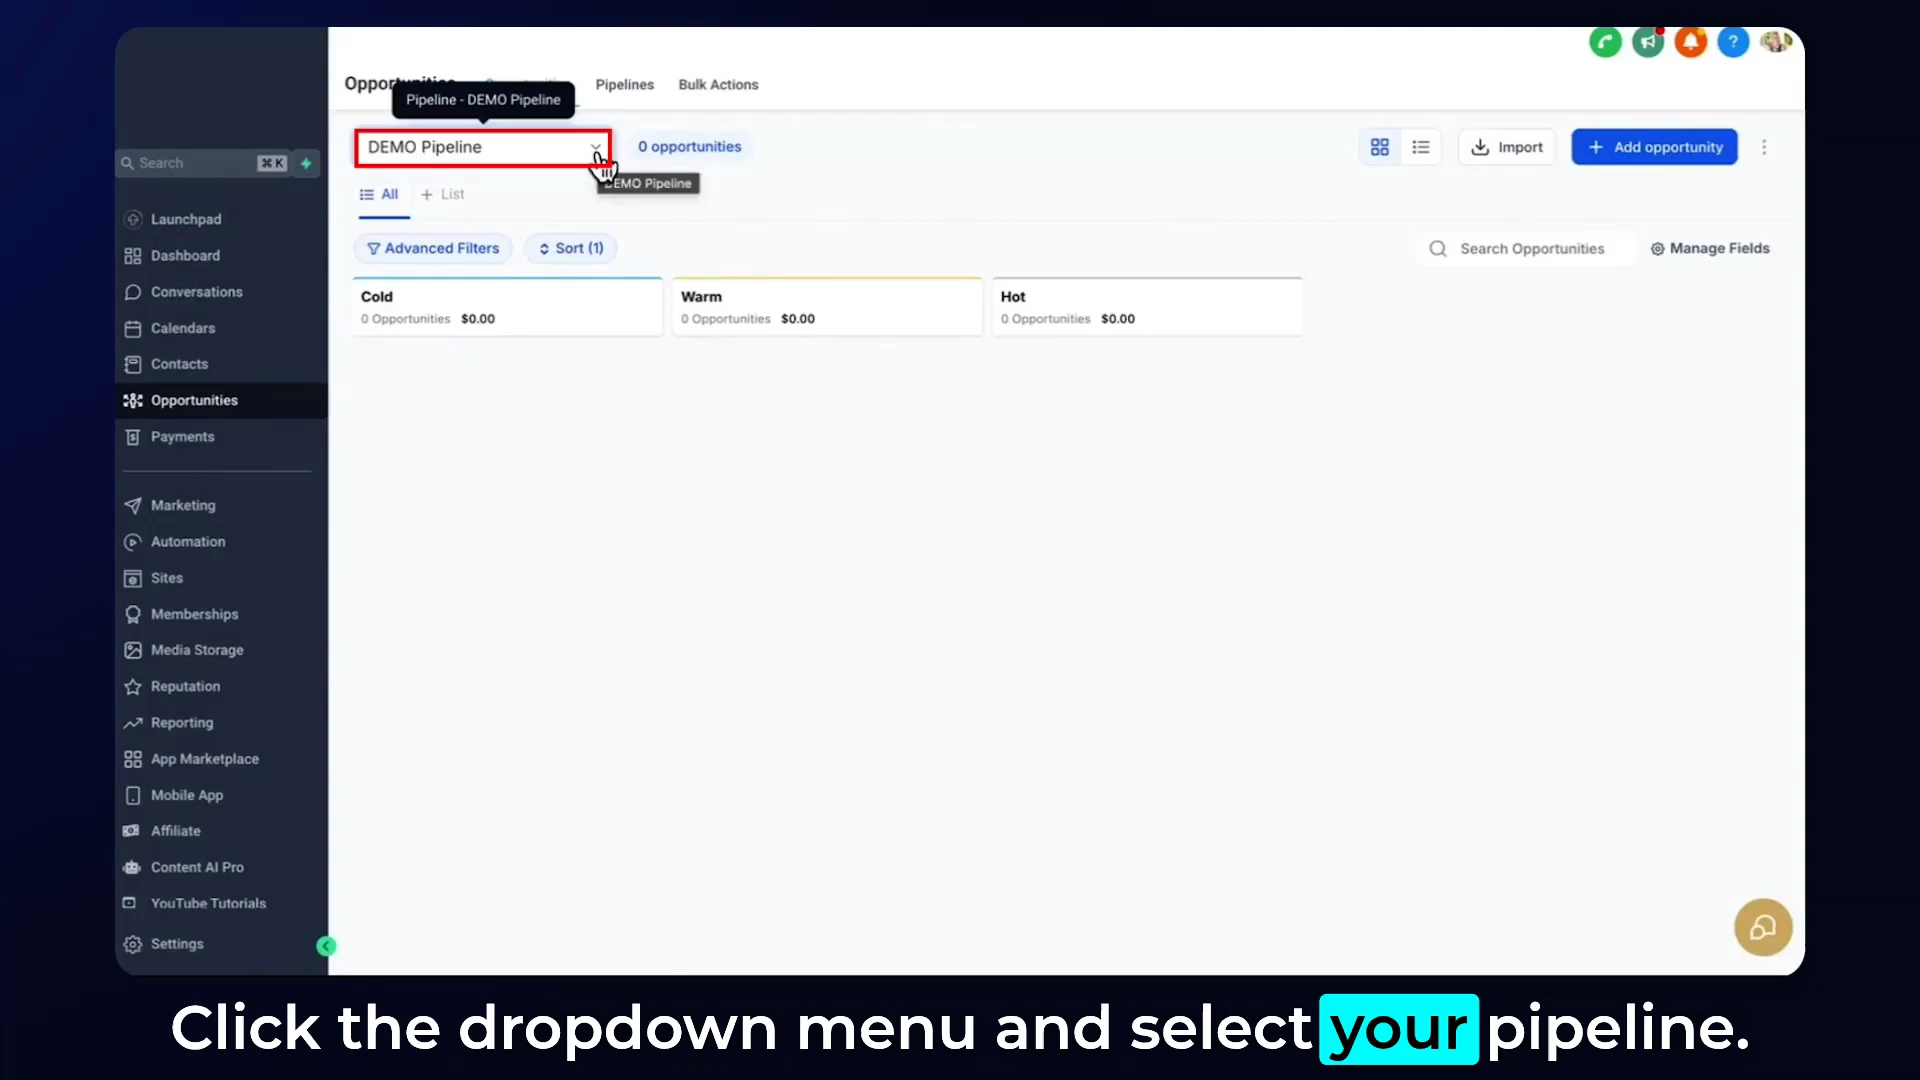 Search ⌘ K
Launchpad
Dashboard
Conversations
Calendars
Contacts
Opportunities
Payments
Marketing
Automation
Sites
Memberships
Media Storage
Reputation
Reporting
App Marketplace
Mobile App
Affiliate
Content AI Pro
YouTube Tutorials
Settings
Pipelines Bulk Actions
Pipeline - DEMO Pipeline
DEMO Pipeline 0 opportunities Import + Add opportunity
DEMO Pipeline
All + List
Advanced Filters Sort (1) Search Opportunities Manage Fields
Cold
0 Opportunities $0.00
Warm
0 Opportunities $0.00
Hot
0 Opportunities $0.00
Click the dropdown menu and select your pipeline.